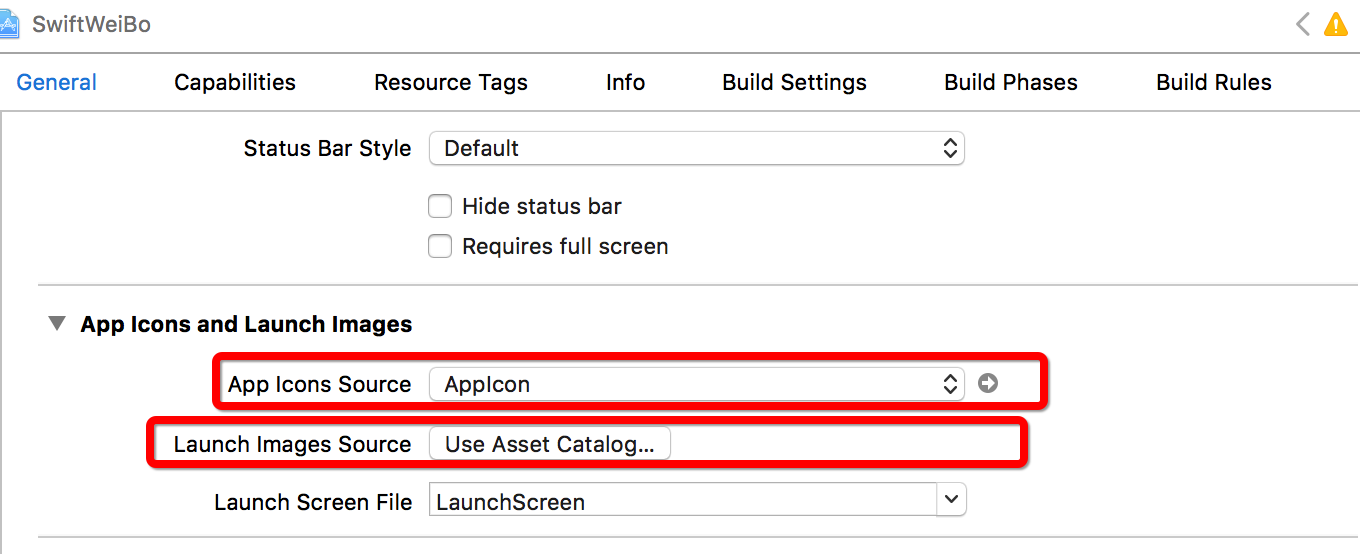 SwiftWeiBo
General Capabilities Resource Tags Info Build Settings Build Phases Build Rules
Status Bar Style Default
Hide status bar
Requires full screen
App Icons and Launch Images
App Icons Source AppIcon
Launch Images Source Use Asset Catalog...
Launch Screen File LaunchScreen